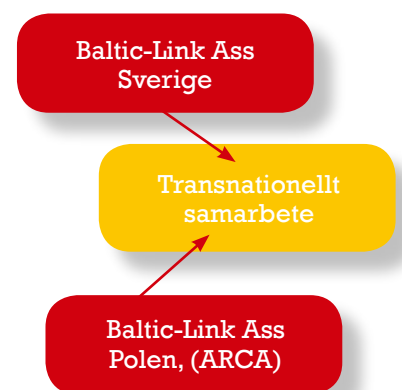 Baltic-Link Ass
Sverige
Transnationellt
samarbete
Baltic-Link Ass
Polen, (ARCA)